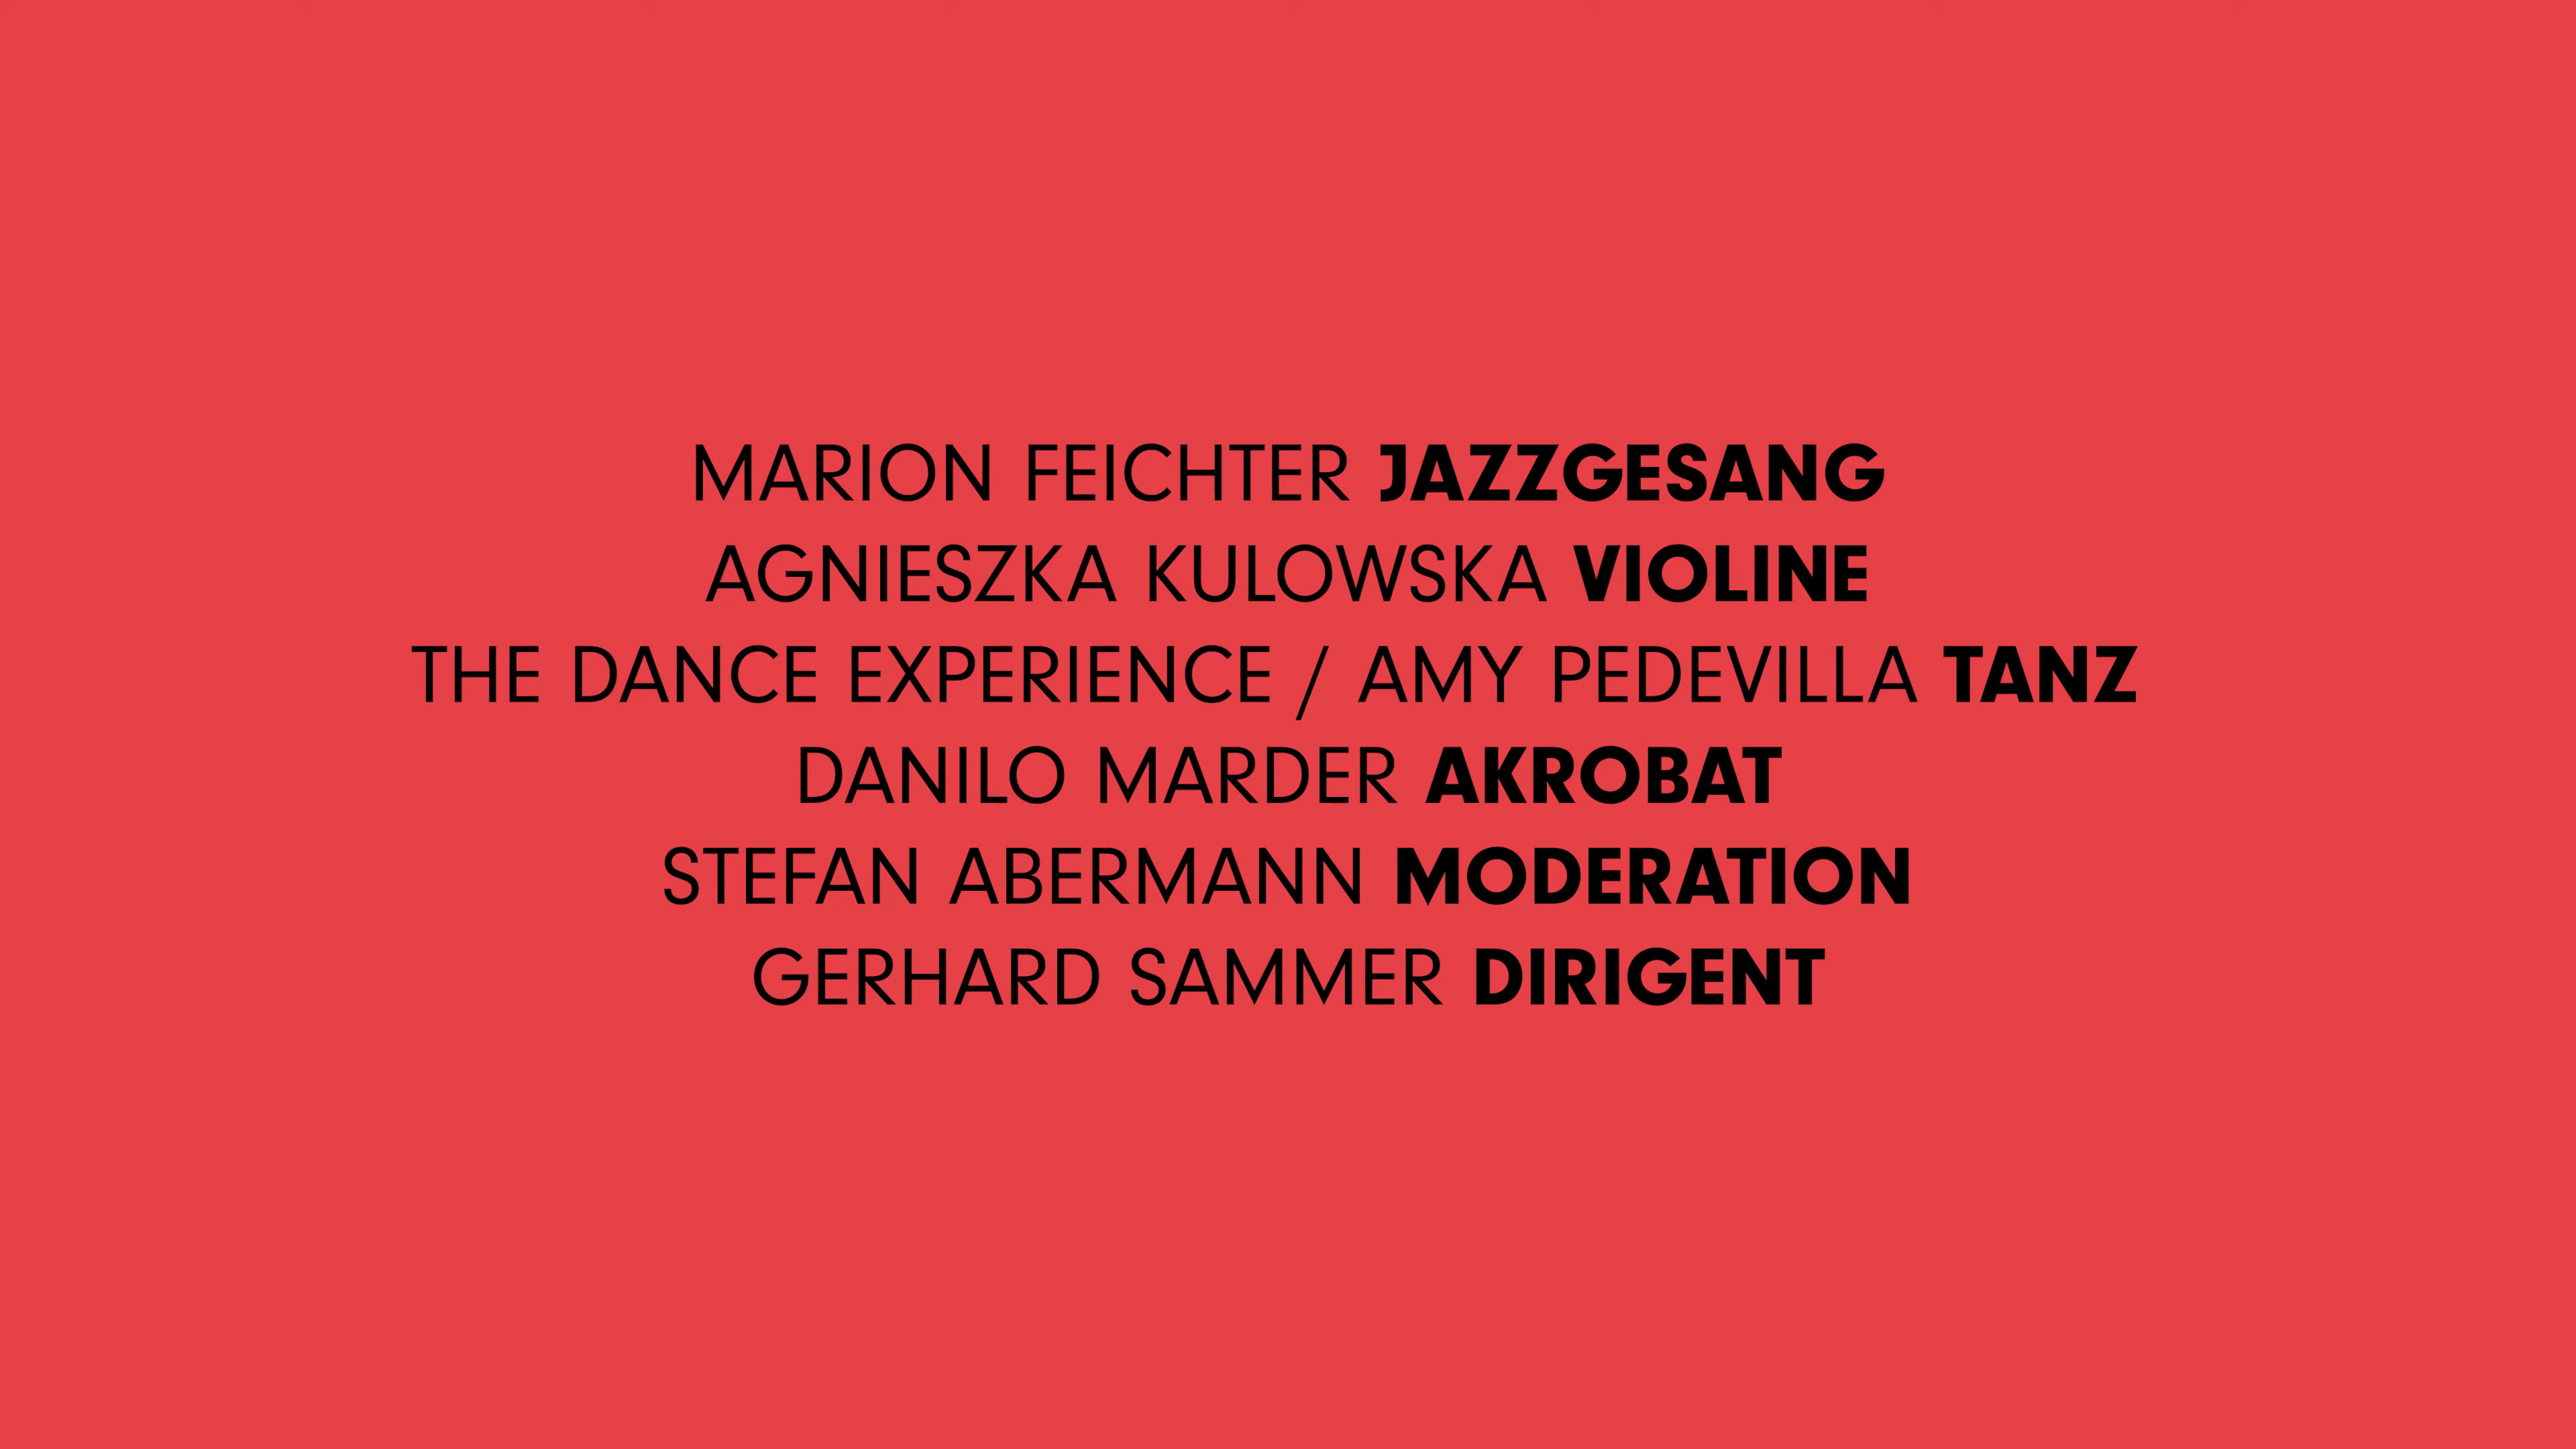 MARION FEICHTER JAZZGESANG
AGNIESZKA KULOWSKA VIOLINE
THE DANCE EXPERIENCE / AMY PEDEVILLA TANZ
DANILO MARDER AKROBAT
STEFAN ABERMANN MODERATION
GERHARD SAMMER DIRIGENT